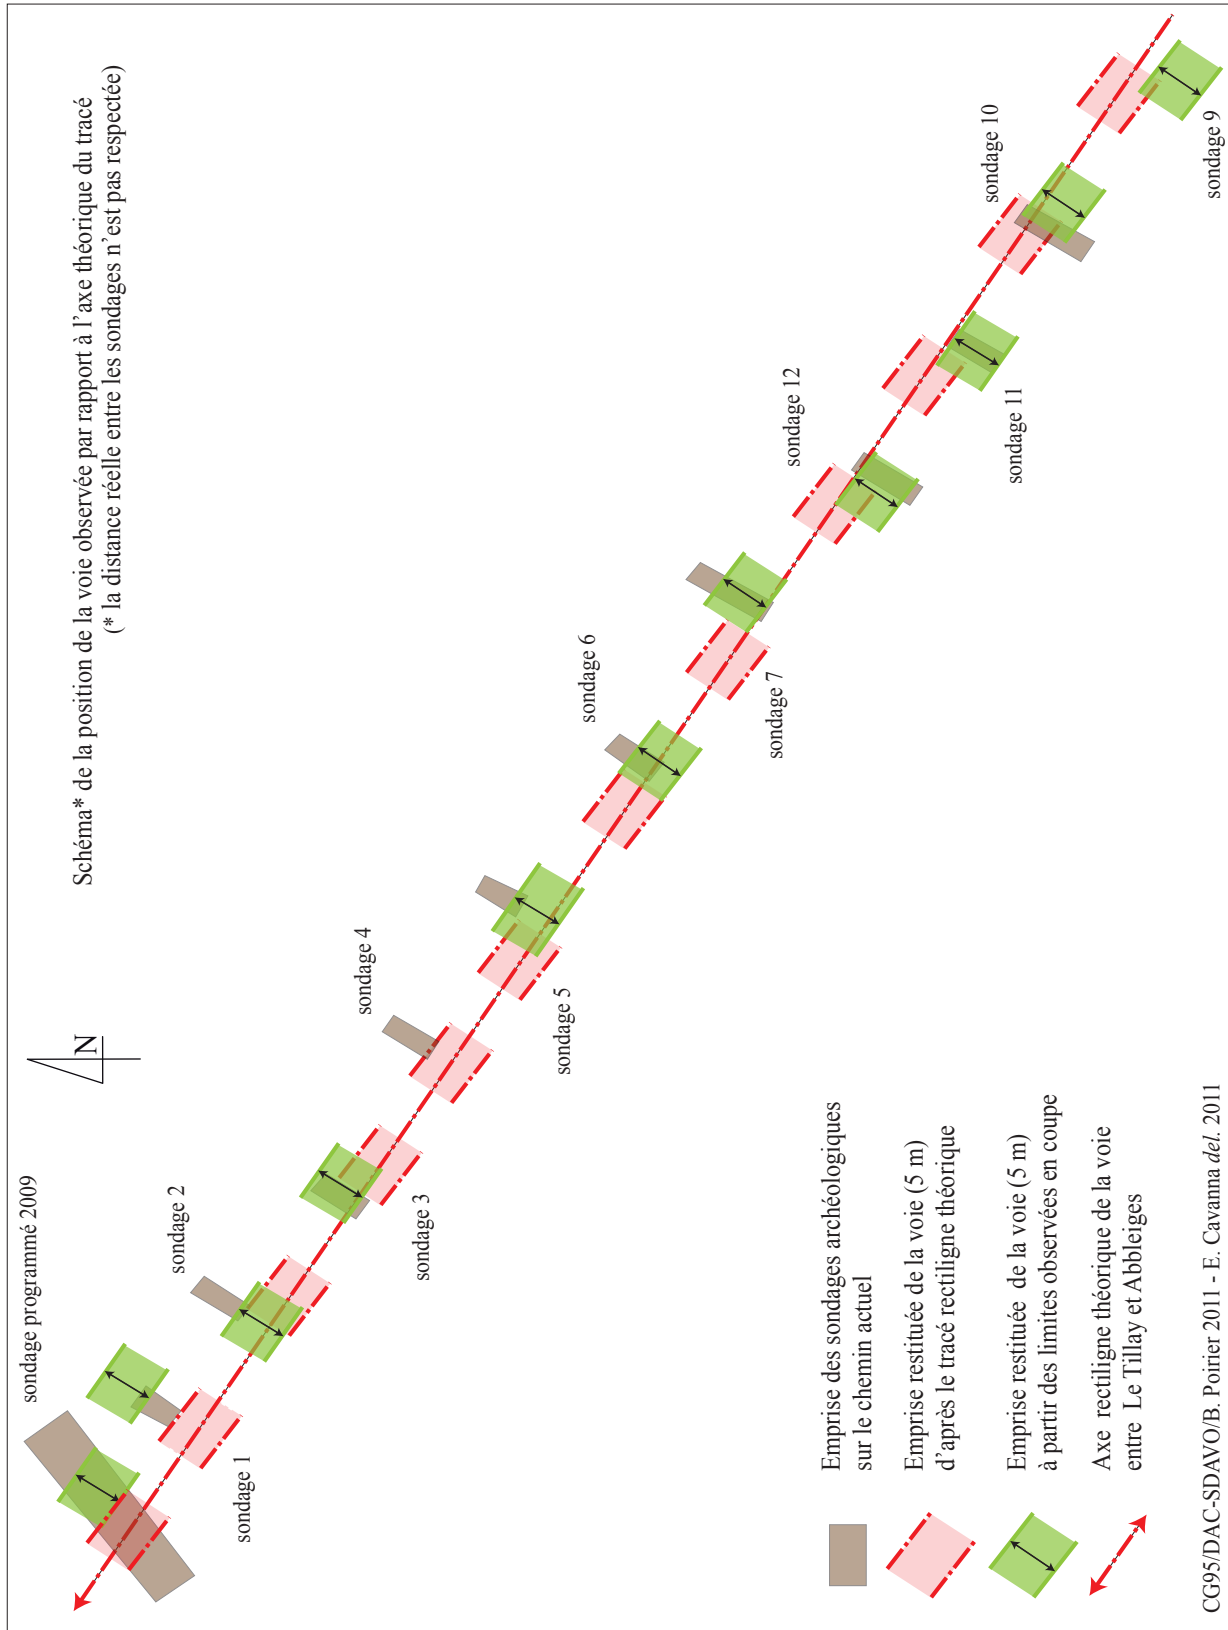 Schéma* de la position de la voie observée par rapport à l'axe théorique du tracé
(* la distance réelle entre les sondages n'est pas respectée)
N
sondage programmé 2009
sondage 1
sondage 2
sondage 3
sondage 4
sondage 5
sondage 6
sondage 7
sondage 12
sondage 11
sondage 10
sondage 9
Emprise des sondages archéologiques
sur le chemin actuel
Emprise restituée de la voie (5 m)
d'après le tracé rectiligne théorique
Emprise restituée de la voie (5 m)
à partir des limites observées en coupe
Axe rectiligne théorique de la voie
entre Le Tillay et Abbleiges
CG95/DAC-SDAVO/B. Poirier 2011 - E. Cavanna del. 2011